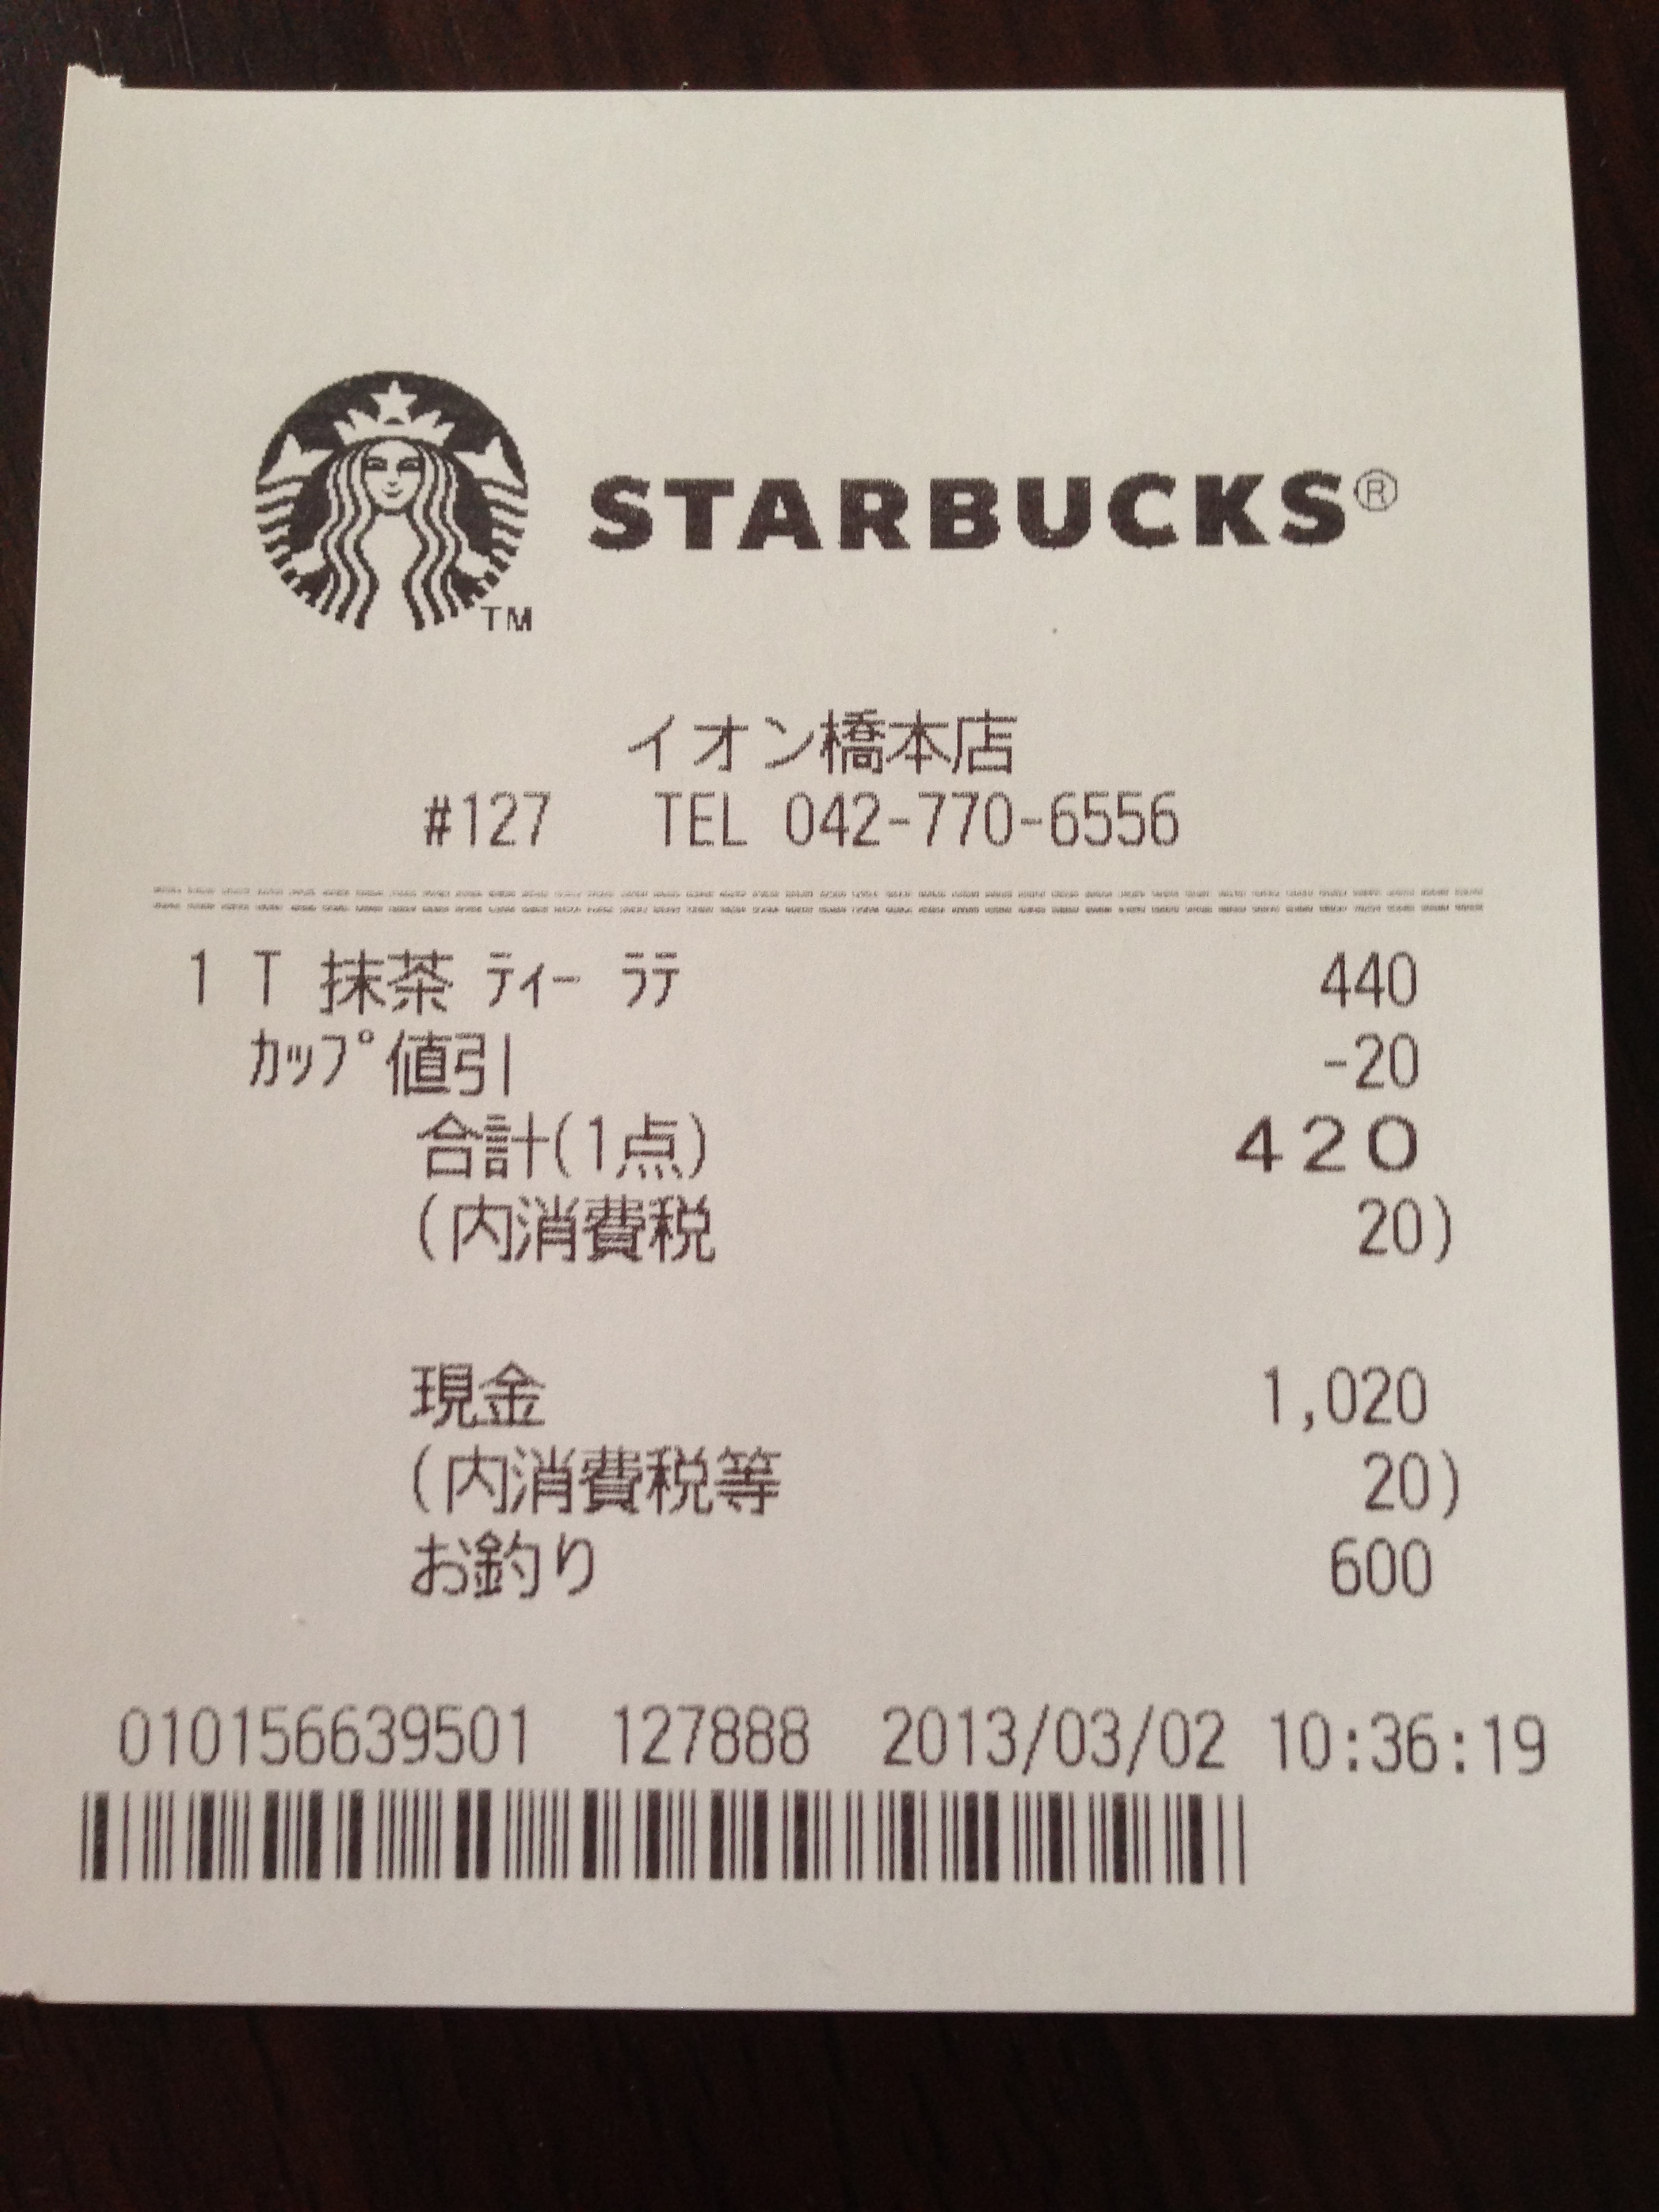 STARBUCKS®
TM
イオン橋本店
#127 TEL 042-770-6556
1 T 抹茶 ﾃｨｰ ﾗﾃ 440
ｶｯﾌﾟ値引 -20
合計(1点) 420
(内消費税 20)
現金 1,020
(内消費税等 20)
お釣り 600
010156639501 127888 2013/03/02 10:36:19